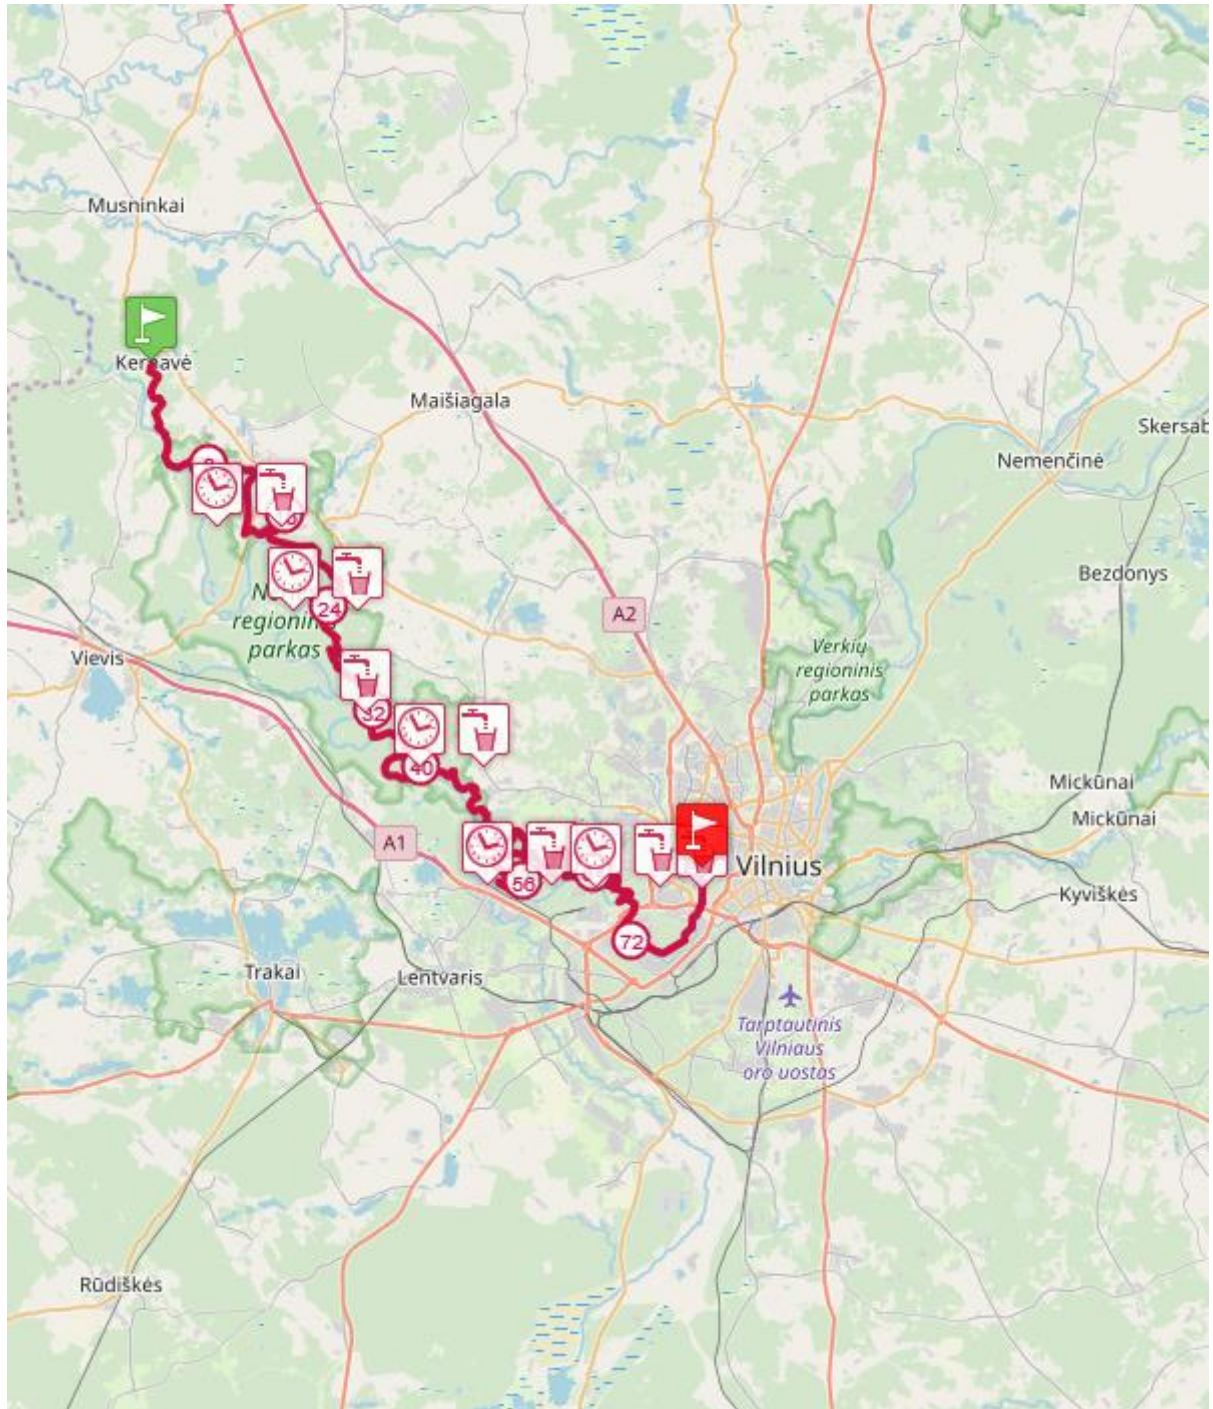 Musninkai
Kernavė
Maišiagala
Skersab
Nemenčinė
Bezdonys
24
A2
regioninis
parkas
Verkių
regioninis
parkas
Vievis
32
40
Mickūnai
Mickūnai
A1
Vilnius
56
Kyviškės
72
Trakai
Lentvaris
Tarptautinis
Vilniaus
oro uostas
Rūdiškės